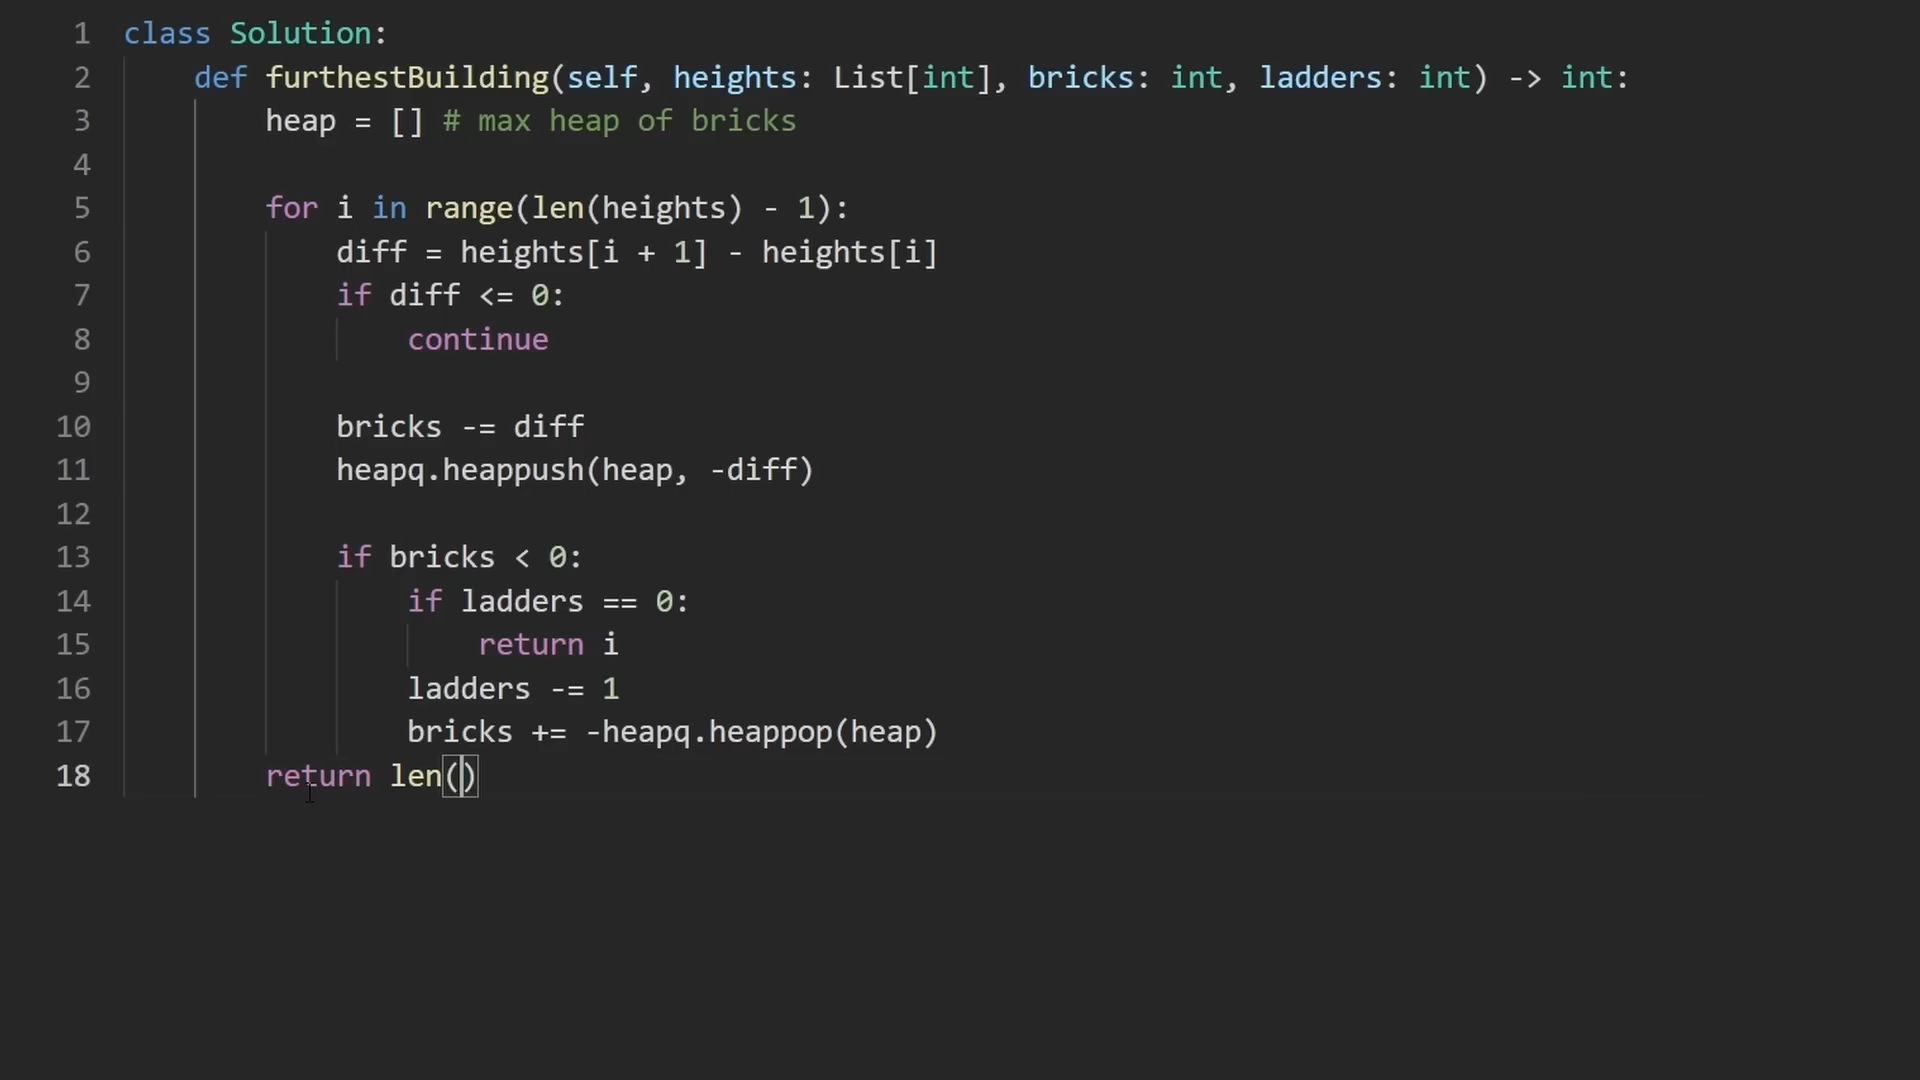 1 class Solution:
2 def furthestBuilding(self, heights: List[int], bricks: int, ladders: int) -> int:
3 heap = [] # max heap of bricks
4
5 for i in range(len(heights) - 1):
6 diff = heights[i + 1] - heights[i]
7 if diff <= 0:
8 continue
9
10 bricks -= diff
11 heapq.heappush(heap, -diff)
12
13 if bricks < 0:
14 if ladders == 0:
15 return i
16 ladders -= 1
17 bricks += -heapq.heappop(heap)
18 return len()